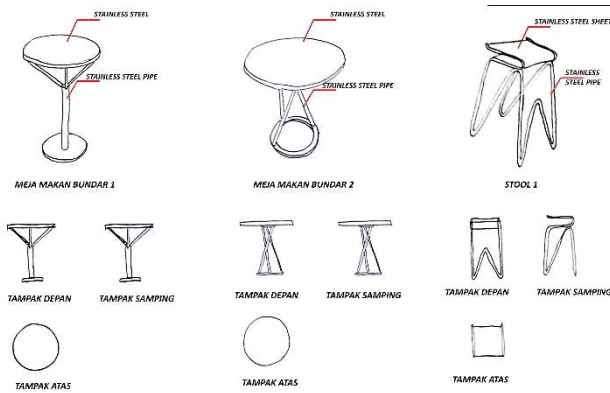 STAINLESS STEEL
STAINLESS STEEL PIPE
MEJA MAKAN BUNDAR 1
TAMPAK DEPAN
TAMPAK SAMPING
TAMPAK ATAS
STAINLESS STEEL
STAINLESS STEEL PIPE
MEJA MAKAN BUNDAR 2
TAMPAK DEPAN
TAMPAK SAMPING
TAMPAK ATAS
STAINLESS STEEL SHEET
STAINLESS
STEEL PIPE
STOOL 1
TAMPAK DEPAN
TAMPAK SAMPING
TAMPAK ATAS